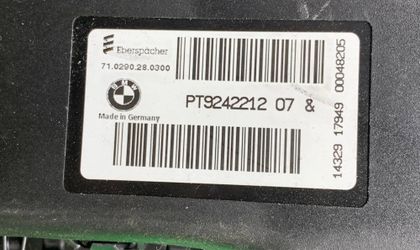 Eberspächer
71.0290.28.0300
BMW
PT9242212 07 &
Made in Germany
14329 17949 00048205